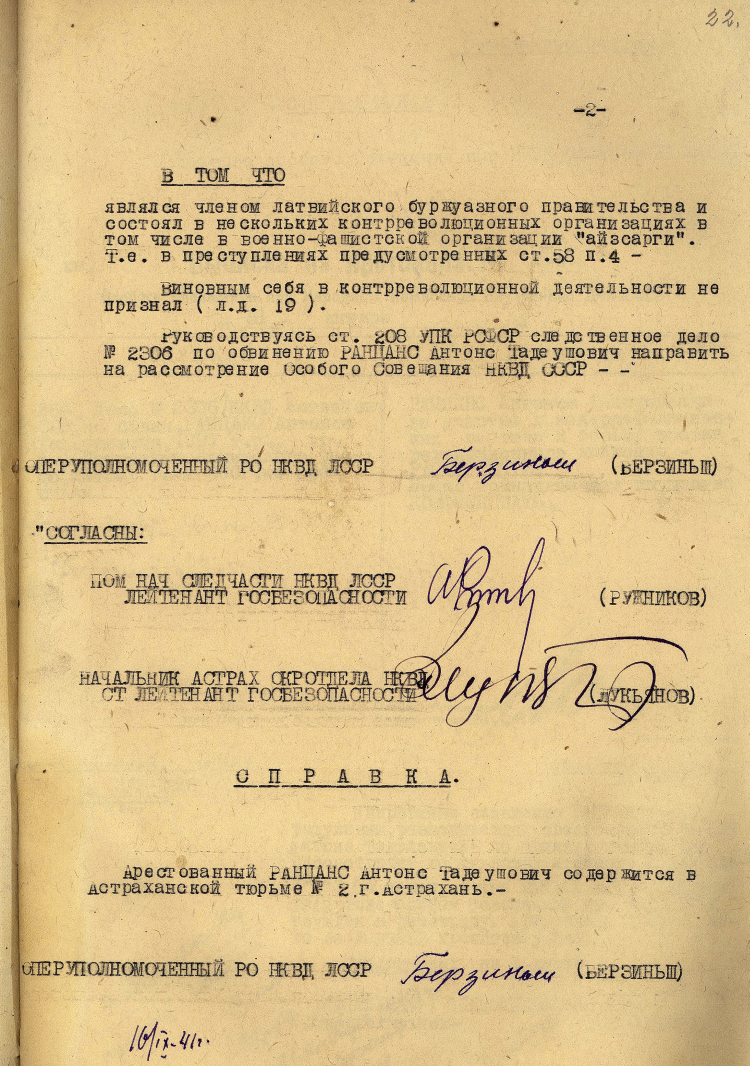 22.
-2-
В ТОМ ЧТО
являлся членом латвийского буржуазного правительства и
состоял в нескольких контрреволюционных организациях в
том числе в военно-фашистской организации "айзсарги".
Т.е. в преступлениях предусмотренных ст.58 п.4 -
Виновным себя в контрреволюционной деятельности не
признал ( л.д. 19 ).
Руководствуясь ст. 208 УПК РСФСР следственное дело
№ 2306 по обвинению РАНЦАНС Антонс Тадеушович направить
на рассмотрение Особого Совещания НКВД СССР - -
ОПЕРУПОЛНОМОЧЕННЫЙ РО НКВД ЛССР Берзиньш (БЕРЗИНЬШ)
"СОГЛАСНЫ:
ПОМ НАЧ СЛЕДЧАСТИ НКВД ЛССР
ЛЕЙТЕНАНТ ГОСБЕЗОПАСНОСТИ (РУЖНИКОВ)
НАЧАЛЬНИК АСТРАХ ОКРОТДЕЛА НКВД
СТ ЛЕЙТЕНАНТ ГОСБЕЗОПАСНОСТИ (ЛУКЬЯНОВ)
С П Р А В К А.
Арестованный РАНЦАНС Антонс Тадеушович содержится в
Астраханской тюрьме № 2.г.Астрахань.-
ОПЕРУПОЛНОМОЧЕННЫЙ РО НКВД ЛССР Берзиньш (БЕРЗИНЬШ)
16/IX-41г.